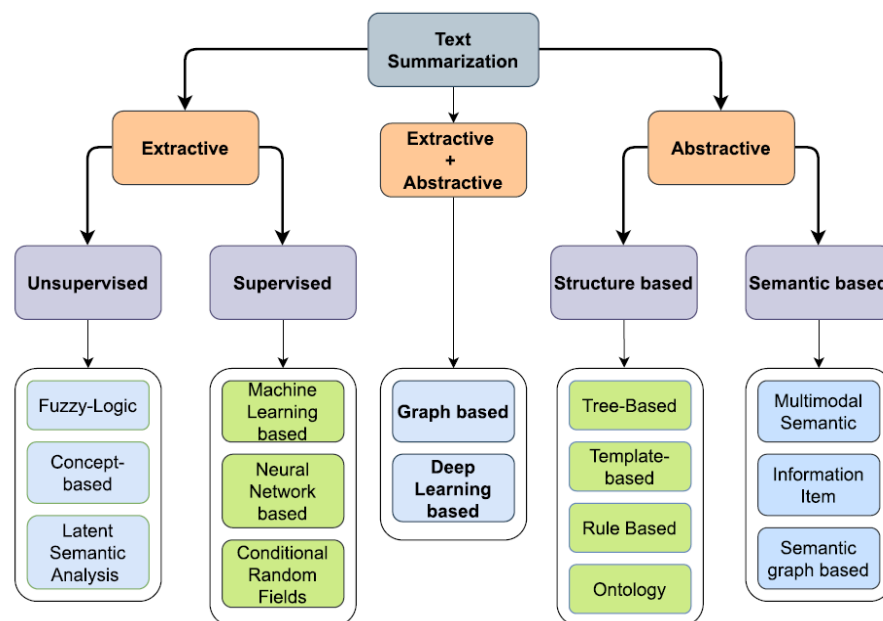 Text
Summarization
Extractive
Extractive
+
Abstractive
Abstractive
Unsupervised
Supervised
Structure based
Semantic based
Fuzzy-Logic
Concept-
based
Latent
Semantic
Analysis
Machine
Learning
based
Neural
Network
based
Conditional
Random
Fields
Graph based
Deep
Learning
based
Tree-Based
Template-
based
Rule Based
Ontology
Multimodal
Semantic
Information
Item
Semantic
graph based